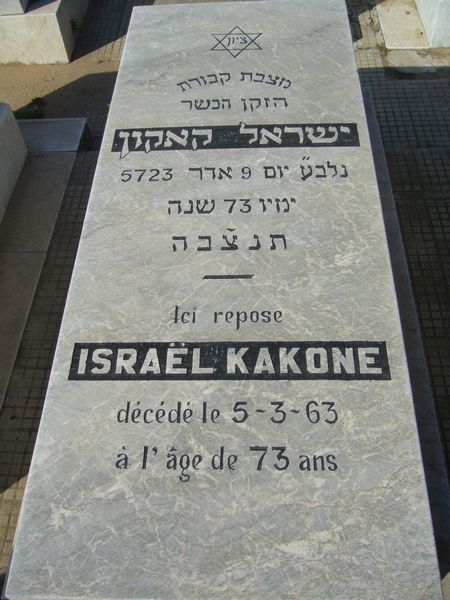 ציון
מצבת קבורת
הזקן הכשר
ישראל קאקון
נלבע״ יום 9 אדר 5723
ימיו 73 שנה
תנצבה
Ici repose
ISRAËL KAKONE
décédé le 5-3-63
à l'âge de 73 ans